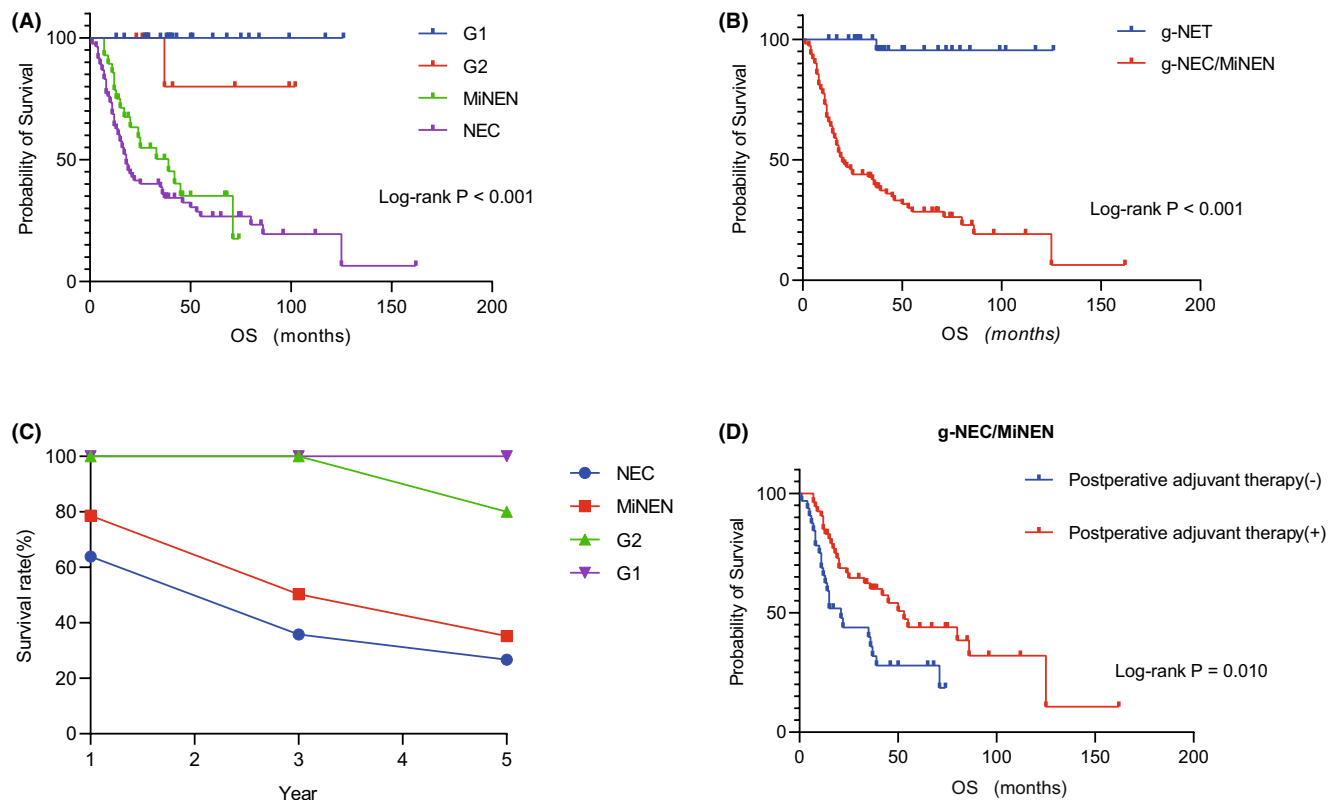 (A)
Probability of Survival
100
50
0
0 50 100 150 200
OS (months)
G1
G2
MiNEN
NEC
Log-rank P < 0.001
(B)
Probability of Survival
100
50
0
0 50 100 150 200
OS (months)
g-NET
g-NEC/MiNEN
Log-rank P < 0.001
(C)
Survival rate(%)
100
80
60
40
20
0
1 2 3 4 5
Year
NEC
MiNEN
G2
G1
(D)
g-NEC/MiNEN
Probability of Survival
100
50
0
0 50 100 150 200
OS (months)
Postperative adjuvant therapy(-)
Postperative adjuvant therapy(+)
Log-rank P = 0.010